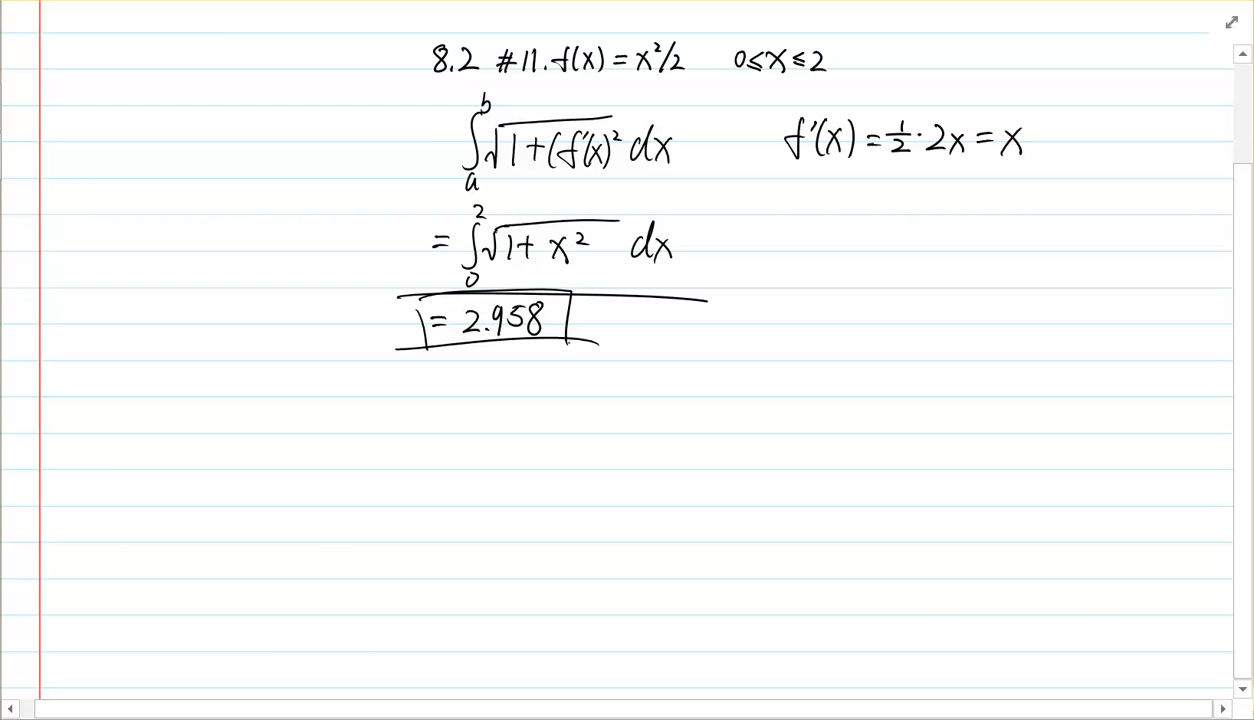 8.2 #11. f(x) = x²/2 0≤x≤2
∫ₐᵇ √1+(f'(x)² dx f'(x) = 1/2 · 2x = x
= ∫₀² √1+ x² dx
= 2.958